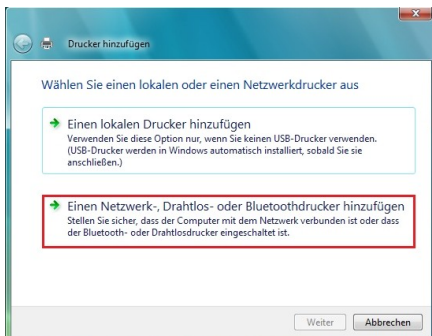 Drucker hinzufügen
Wählen Sie einen lokalen oder einen Netzwerkdrucker aus
Einen lokalen Drucker hinzufügen
Verwenden Sie diese Option nur, wenn Sie keinen USB-Drucker verwenden.
(USB-Drucker werden in Windows automatisch installiert, sobald Sie sie
anschließen.)
Einen Netzwerk-, Drahtlos- oder Bluetoothdrucker hinzufügen
Stellen Sie sicher, dass der Computer mit dem Netzwerk verbunden ist oder dass
der Bluetooth- oder Drahtlosdrucker eingeschaltet ist.
Weiter Abbrechen